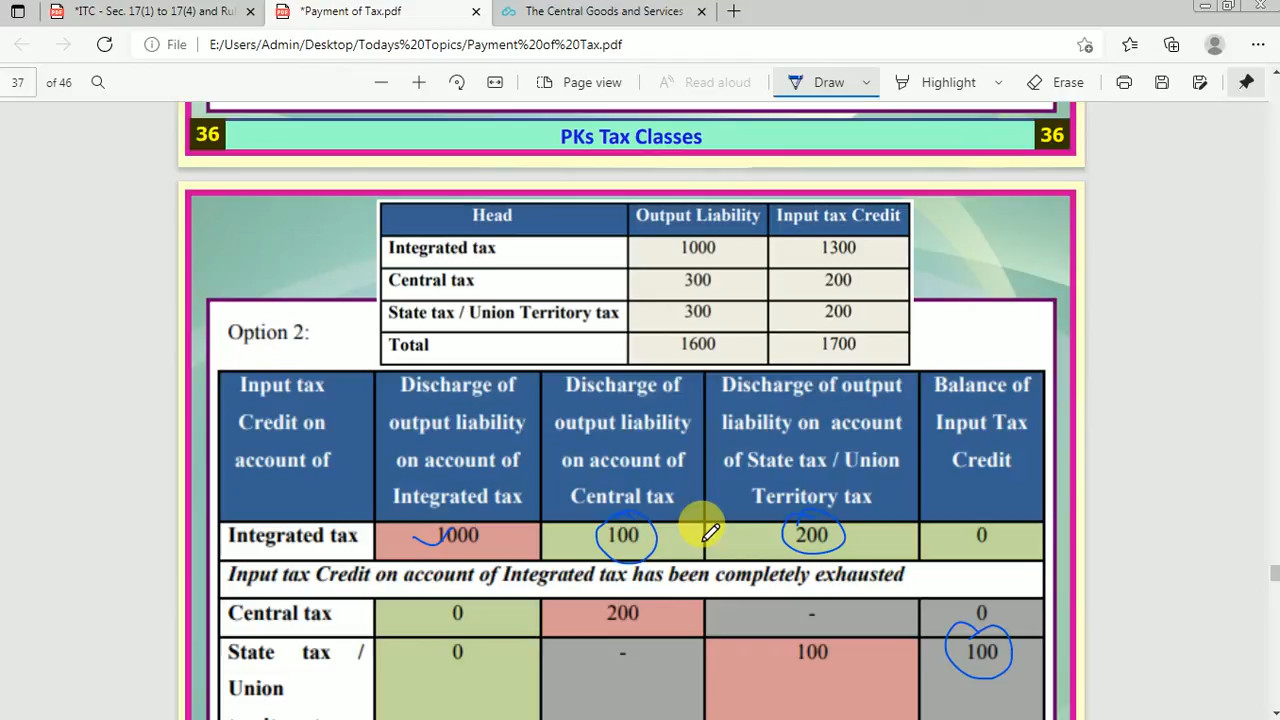 *ITC - Sec. 17(1) to 17(4) and Rul
*Payment of Tax.pdf
The Central Goods and Services
File
E:/Users/Admin/Desktop/Todays%20Topics/Payment%20of%20Tax.pdf
37 of 46
Page view
Read aloud
Draw
Highlight
Erase
36 PKs Tax Classes 36
Head Output Liability Input tax Credit
Integrated tax 1000 1300
Central tax 300 200
State tax / Union Territory tax 300 200
Total 1600 1700
Option 2:
Input tax Discharge of Discharge of Discharge of output Balance of
Credit on output liability output liability liability on account Input Tax
account of on account of on account of of State tax / Union Credit
Integrated tax Central tax Territory tax
Integrated tax 1000 100 200 0
Input tax Credit on account of Integrated tax has been completely exhausted
Central tax 0 200 - 0
State tax / 0 - 100 100
Union